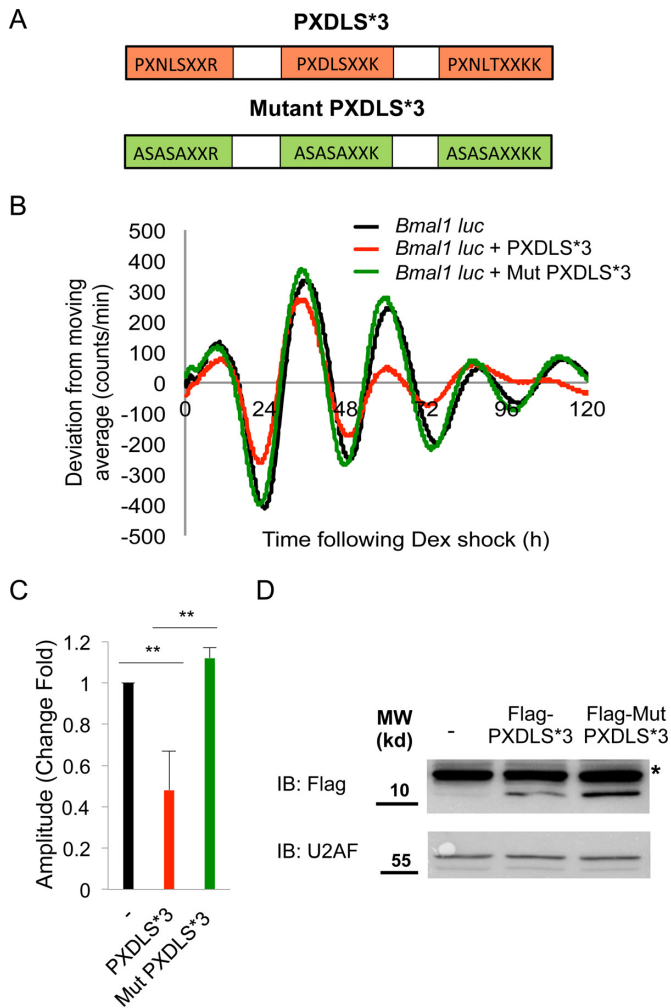 A
PXDLS*3
PXNLSXXR PXDLSXXK PXNLTXXKK
Mutant PXDLS*3
ASASAXXR ASASAXXK ASASAXXKK
B
Deviation from moving
average (counts/min)
500
400
300
200
100
0
-100
-200
-300
-400
-500
Bmal1 luc
Bmal1 luc + PXDLS*3
Bmal1 luc + Mut PXDLS*3
0 24 48 72 96 120
Time following Dex shock (h)
C
Amplitude (Change Fold)
1.2
1
0.8
0.6
0.4
0.2
0
**
**
-
PXDLS*3
Mut PXDLS*3
D
MW
(kd)
-
Flag-
PXDLS*3
Flag-Mut
PXDLS*3
IB: Flag
10
*
IB: U2AF
55